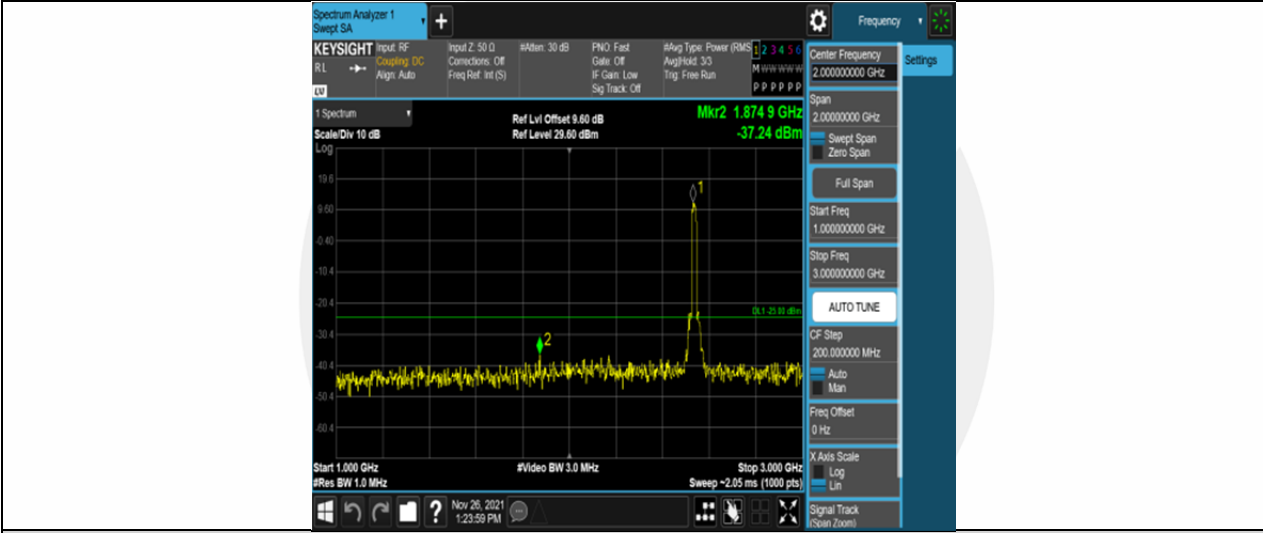 Spectrum Analyzer 1
Swept SA
Frequency
KEYSIGHT
RL
LV
Input: RF
Coupling: DC
Align: Auto
Input Z: 50 Ω
Corrections: Off
Freq Ref: Int (S)
#Atten: 30 dB
PNO: Fast
Gate: Off
IF Gain: Low
Sig Track: Off
#Avg Type: Power (RMS
Avg|Hold: 3/3
Trig: Free Run
1 2 3 4 5 6
M W W W W W
P P P P P P
1 Spectrum
Scale/Div 10 dB
Ref Lvl Offset 9.60 dB
Ref Level 29.60 dBm
Mkr2 1.874 9 GHz
-37.24 dBm
Log
19.6
9.60
-0.40
-10.4
-20.4
-30.4
-40.4
-50.4
-60.4
1
2
DL1 -25.00 dBm
Start 1.000 GHz
#Res BW 1.0 MHz
#Video BW 3.0 MHz
Stop 3.000 GHz
Sweep ~2.05 ms (1000 pts)
Nov 26, 2021
1:23:59 PM
Center Frequency
2.000000000 GHz
Span
2.00000000 GHz
Swept Span
Zero Span
Full Span
Start Freq
1.000000000 GHz
Stop Freq
3.000000000 GHz
AUTO TUNE
CF Step
200.000000 MHz
Auto
Man
Freq Offset
0 Hz
X Axis Scale
Log
Lin
Signal Track
(Span Zoom)
Settings